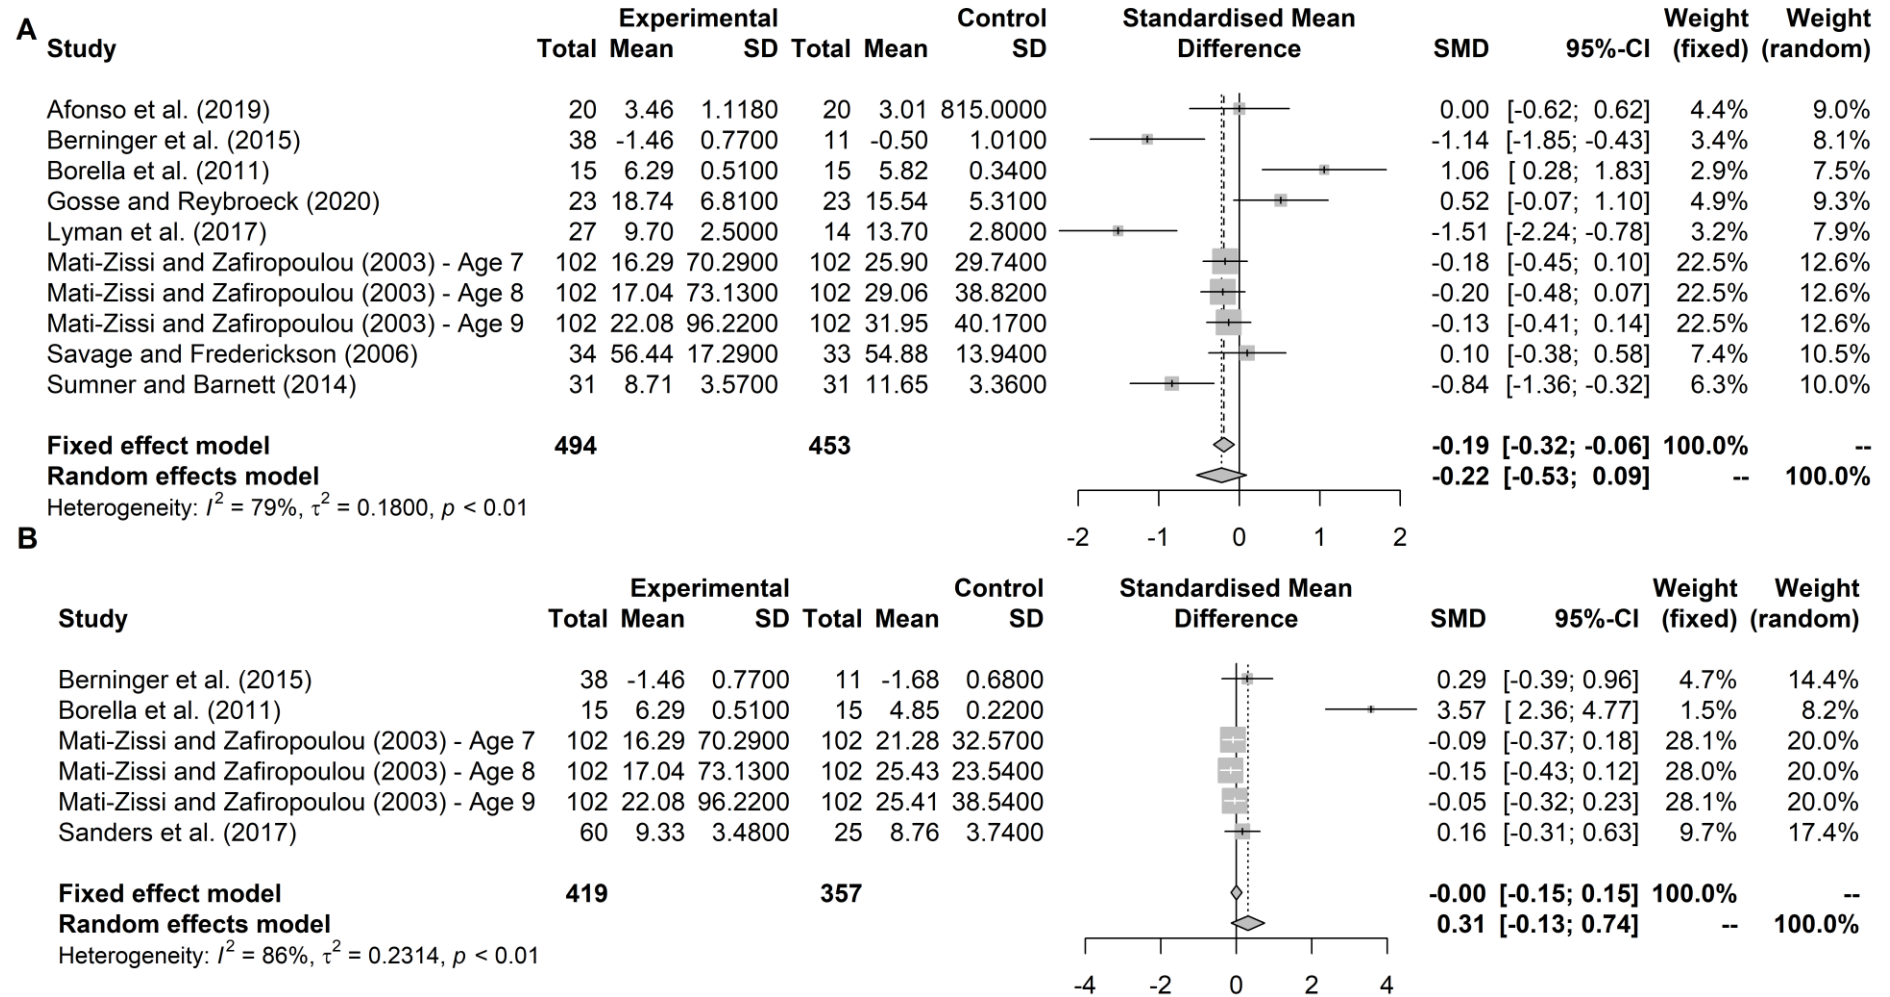 A
Experimental Control Standardised Mean Weight Weight
Study Total Mean SD Total Mean SD Difference SMD 95%-CI (fixed) (random)
Afonso et al. (2019) 20 3.46 1.1180 20 3.01 815.0000 0.00 [-0.62; 0.62] 4.4% 9.0%
Berninger et al. (2015) 38 -1.46 0.7700 11 -0.50 1.0100 -1.14 [-1.85; -0.43] 3.4% 8.1%
Borella et al. (2011) 15 6.29 0.5100 15 5.82 0.3400 1.06 [ 0.28; 1.83] 2.9% 7.5%
Gosse and Reybroeck (2020) 23 18.74 6.8100 23 15.54 5.3100 0.52 [-0.07; 1.10] 4.9% 9.3%
Lyman et al. (2017) 27 9.70 2.5000 14 13.70 2.8000 -1.51 [-2.24; -0.78] 3.2% 7.9%
Mati-Zissi and Zafiropoulou (2003) - Age 7 102 16.29 70.2900 102 25.90 29.7400 -0.18 [-0.45; 0.10] 22.5% 12.6%
Mati-Zissi and Zafiropoulou (2003) - Age 8 102 17.04 73.1300 102 29.06 38.8200 -0.20 [-0.48; 0.07] 22.5% 12.6%
Mati-Zissi and Zafiropoulou (2003) - Age 9 102 22.08 96.2200 102 31.95 40.1700 -0.13 [-0.41; 0.14] 22.5% 12.6%
Savage and Frederickson (2006) 34 56.44 17.2900 33 54.88 13.9400 0.10 [-0.38; 0.58] 7.4% 10.5%
Sumner and Barnett (2014) 31 8.71 3.5700 31 11.65 3.3600 -0.84 [-1.36; -0.32] 6.3% 10.0%
Fixed effect model 494 453 -0.19 [-0.32; -0.06] 100.0% --
Random effects model -0.22 [-0.53; 0.09] -- 100.0%
Heterogeneity: I² = 79%, τ² = 0.1800, p < 0.01
-2 -1 0 1 2
B
Experimental Control Standardised Mean Weight Weight
Study Total Mean SD Total Mean SD Difference SMD 95%-CI (fixed) (random)
Berninger et al. (2015) 38 -1.46 0.7700 11 -1.68 0.6800 0.29 [-0.39; 0.96] 4.7% 14.4%
Borella et al. (2011) 15 6.29 0.5100 15 4.85 0.2200 3.57 [ 2.36; 4.77] 1.5% 8.2%
Mati-Zissi and Zafiropoulou (2003) - Age 7 102 16.29 70.2900 102 21.28 32.5700 -0.09 [-0.37; 0.18] 28.1% 20.0%
Mati-Zissi and Zafiropoulou (2003) - Age 8 102 17.04 73.1300 102 25.43 23.5400 -0.15 [-0.43; 0.12] 28.0% 20.0%
Mati-Zissi and Zafiropoulou (2003) - Age 9 102 22.08 96.2200 102 25.41 38.5400 -0.05 [-0.32; 0.23] 28.1% 20.0%
Sanders et al. (2017) 60 9.33 3.4800 25 8.76 3.7400 0.16 [-0.31; 0.63] 9.7% 17.4%
Fixed effect model 419 357 -0.00 [-0.15; 0.15] 100.0% --
Random effects model 0.31 [-0.13; 0.74] -- 100.0%
Heterogeneity: I² = 86%, τ² = 0.2314, p < 0.01
-4 -2 0 2 4